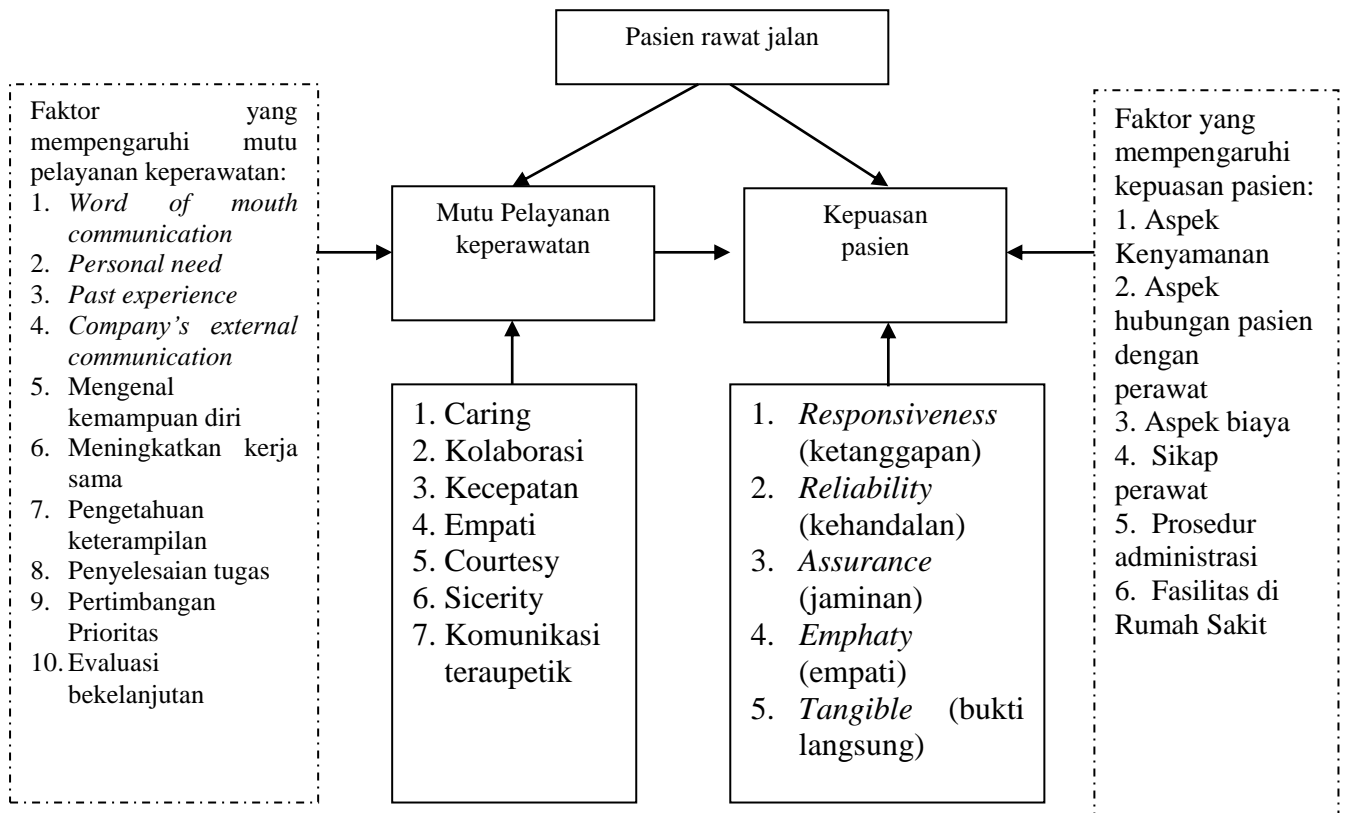 Pasien rawat jalan
Faktor yang
mempengaruhi mutu
pelayanan keperawatan:
1. Word of mouth
communication
2. Personal need
3. Past experience
4. Company's external
communication
5. Mengenal
kemampuan diri
6. Meningkatkan kerja
sama
7. Pengetahuan
keterampilan
8. Penyelesaian tugas
9. Pertimbangan
Prioritas
10. Evaluasi
bekelanjutan
Mutu Pelayanan
keperawatan
Kepuasan
pasien
1. Caring
2. Kolaborasi
3. Kecepatan
4. Empati
5. Courtesy
6. Sicerity
7. Komunikasi
teraupetik
1. Responsiveness
(ketanggapan)
2. Reliability
(kehandalan)
3. Assurance
(jaminan)
4. Emphaty
(empati)
5. Tangible (bukti
langsung)
Faktor yang
mempengaruhi
kepuasan pasien:
1. Aspek
Kenyamanan
2. Aspek
hubungan pasien
dengan
perawat
3. Aspek biaya
4. Sikap
perawat
5. Prosedur
administrasi
6. Fasilitas di
Rumah Sakit